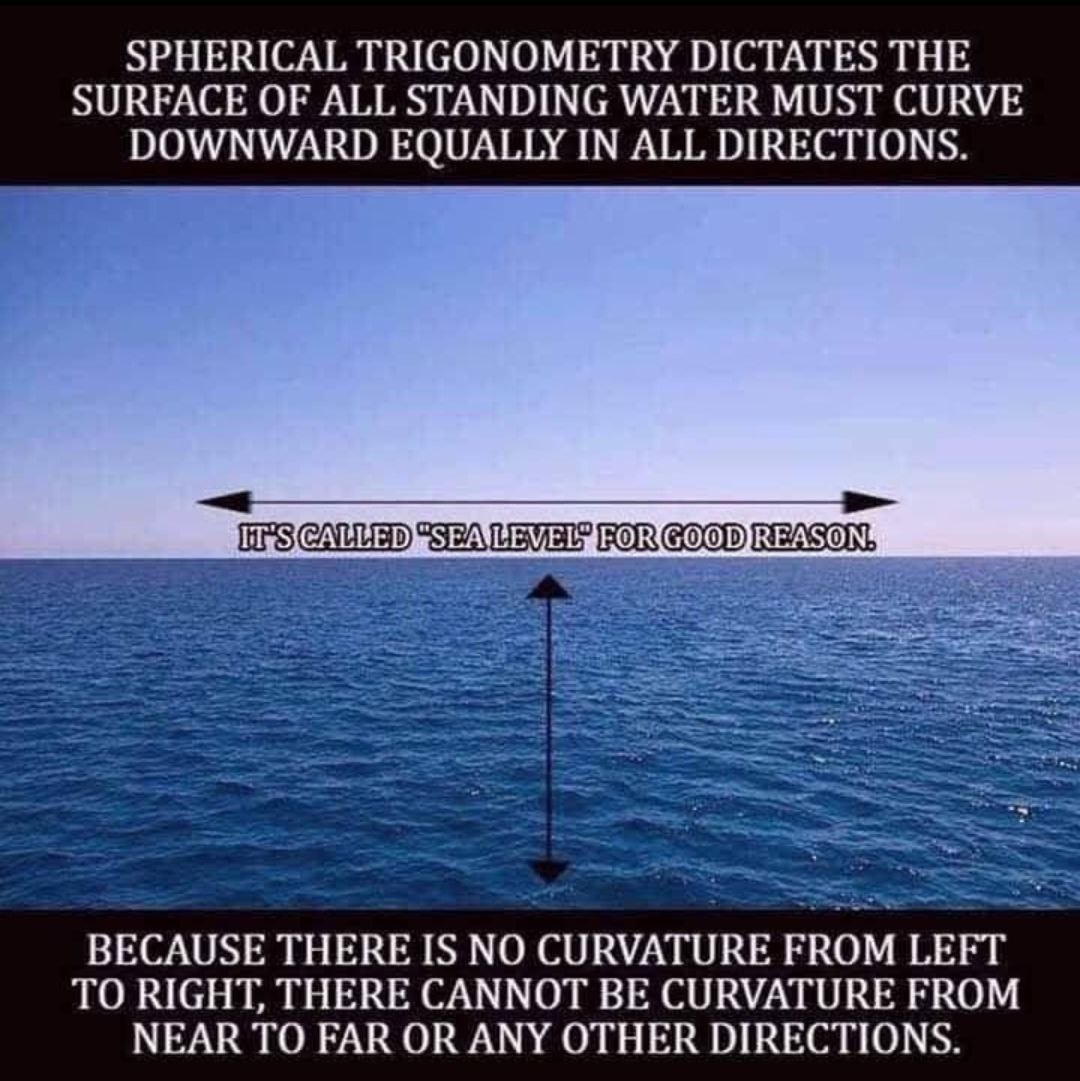 SPHERICAL TRIGONOMETRY DICTATES THE
SURFACE OF ALL STANDING WATER MUST CURVE
DOWNWARD EQUALLY IN ALL DIRECTIONS.
IT'S CALLED "SEA LEVEL" FOR GOOD REASON.
BECAUSE THERE IS NO CURVATURE FROM LEFT
TO RIGHT, THERE CANNOT BE CURVATURE FROM
NEAR TO FAR OR ANY OTHER DIRECTIONS.